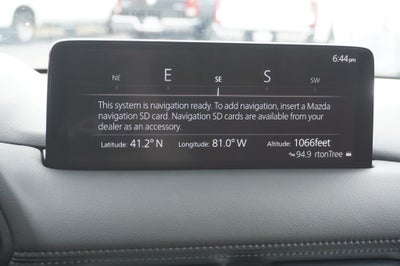 6:44pm
NE E SE S SW
This system is navigation ready. To add navigation, insert a Mazda
navigation SD card. Navigation SD cards are available from your
dealer as an accessory.
Latitude: 41.2° N Longitude: 81.0° W Altitude: 1066feet
94.9 rtonTree